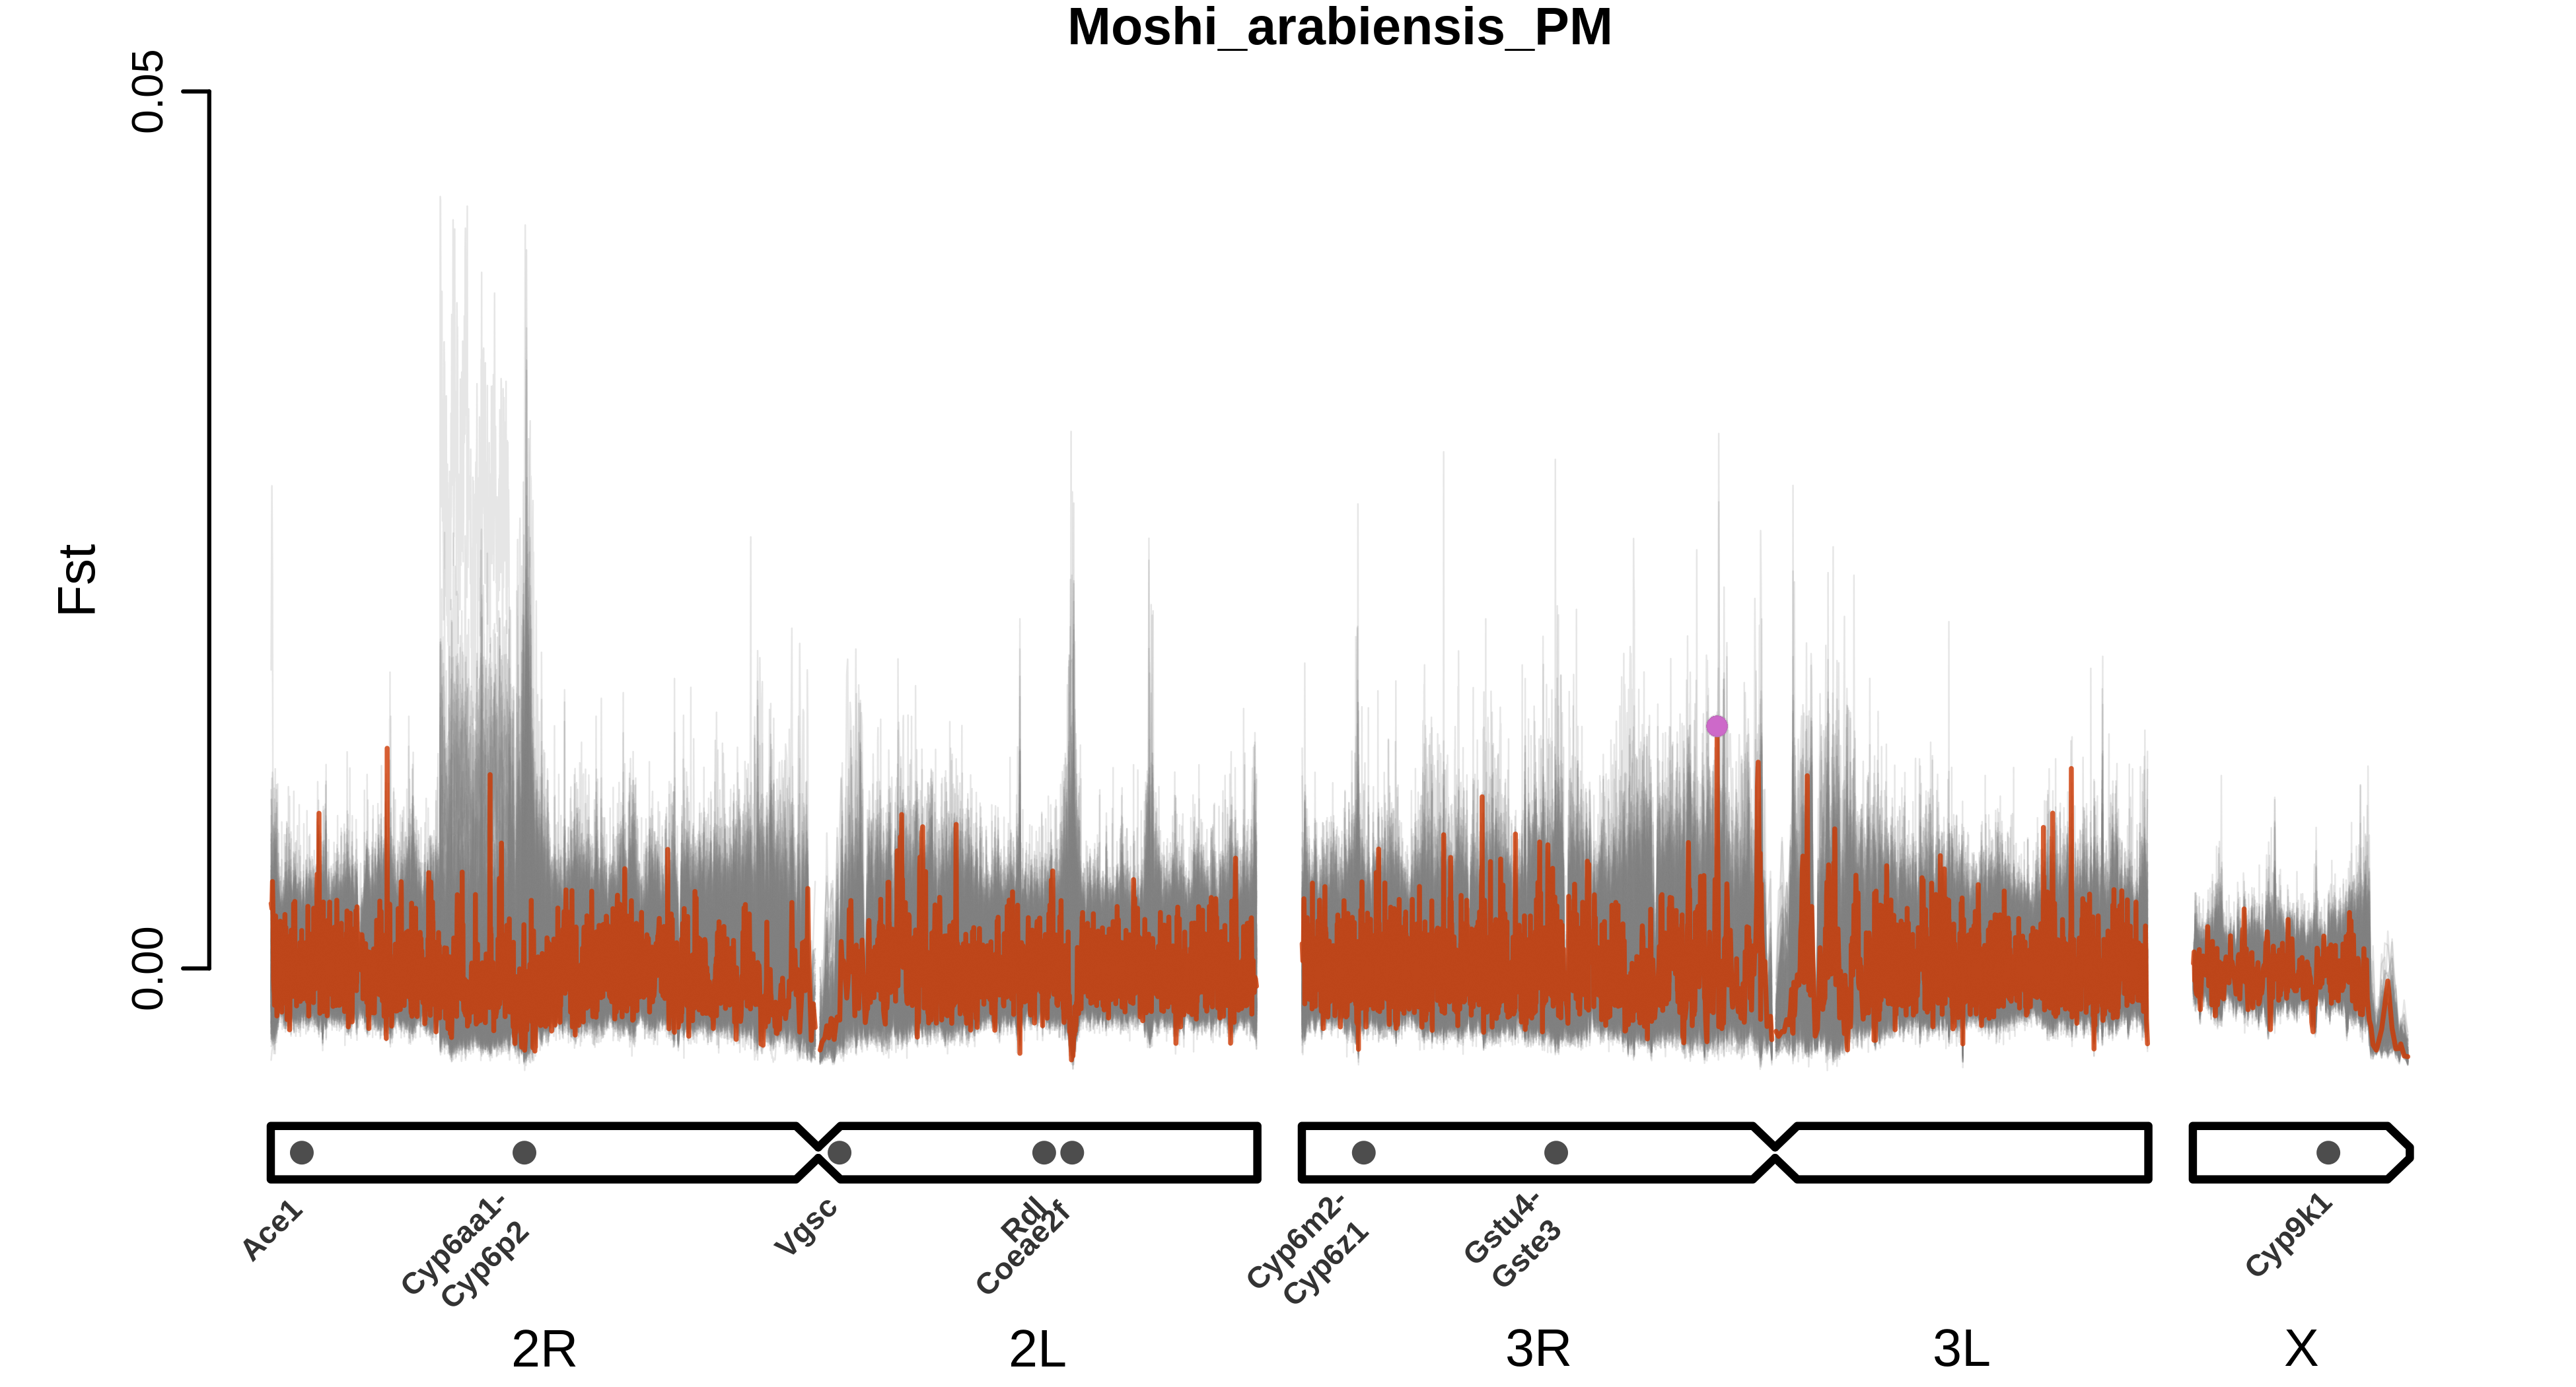 Moshi_arabiensis_PM
0.05
Fst
0.00
Ace1
Cyp6aa1-
Cyp6p2
Vgsc
Rdl
Coeae2f
Cyp6m2-
Cyp6z1
Gstu4-
Gste3
Cyp9k1
2R
2L
3R
3L
X